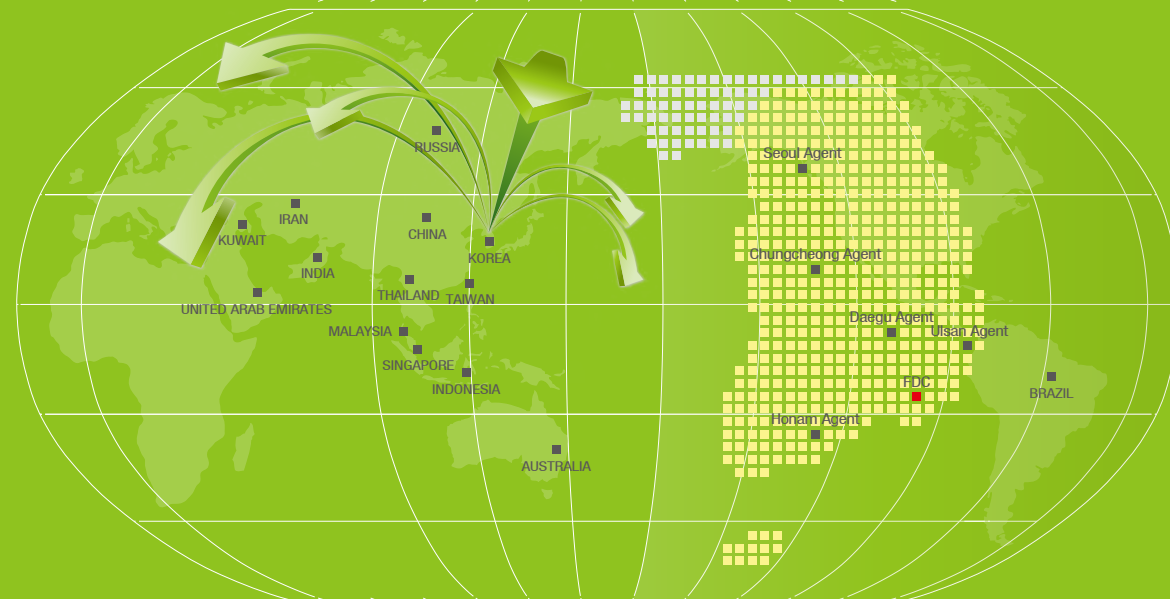 RUSSIA
Seoul Agent
IRAN
CHINA
KUWAIT
KOREA
Chungcheong Agent
INDIA
THAILAND
TAIWAN
UNITED ARAB EMIRATES
Daegu Agent
Ulsan Agent
MALAYSIA
SINGAPORE
INDONESIA
FDC
BRAZIL
Honam Agent
AUSTRALIA